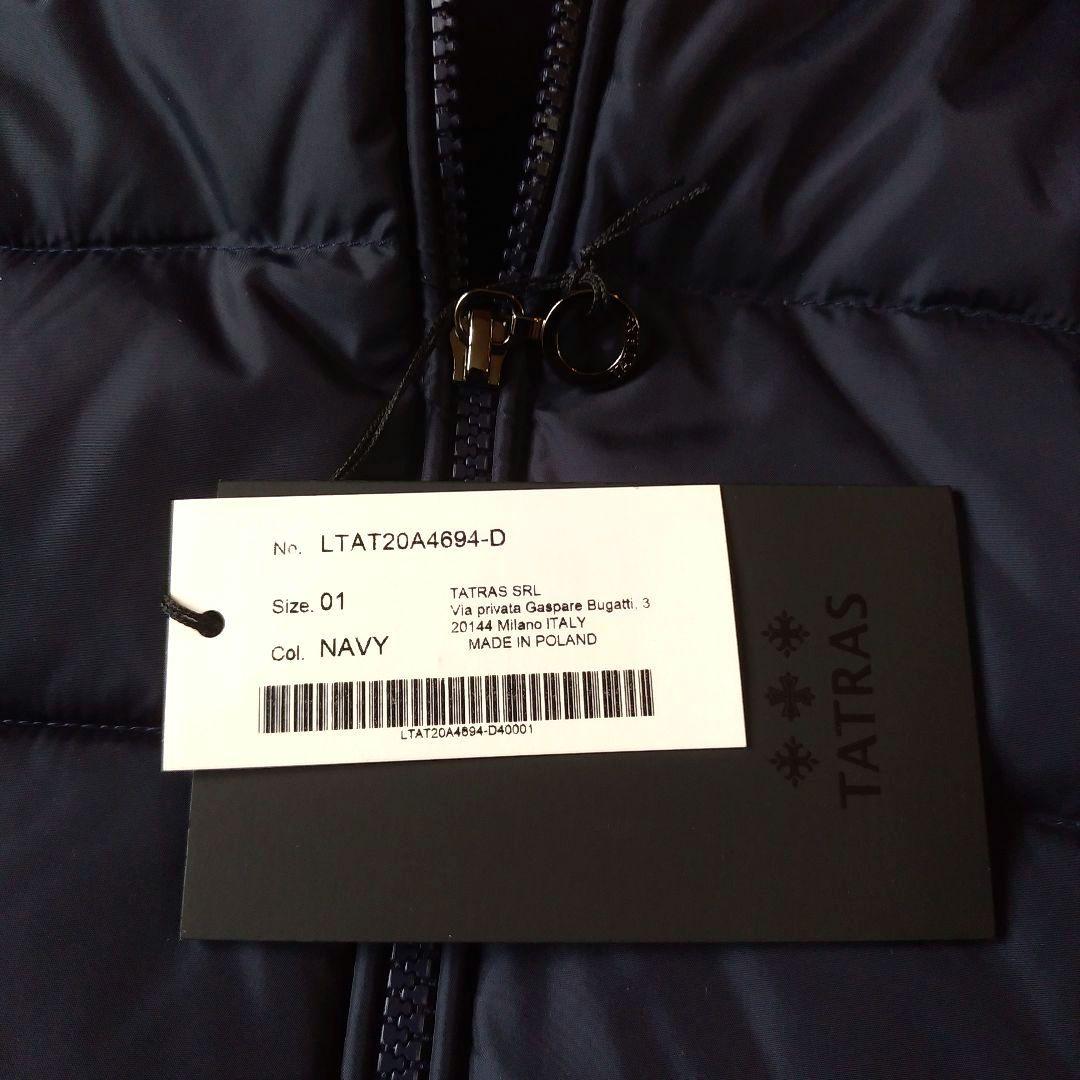 No. LTAT20A4694-D
Size. 01
Col. NAVY
TATRAS SRL
Via privata Gaspare Bugatti, 3
20144 Milano ITALY
MADE IN POLAND
LTAT20A4694-D40001
TATRAS